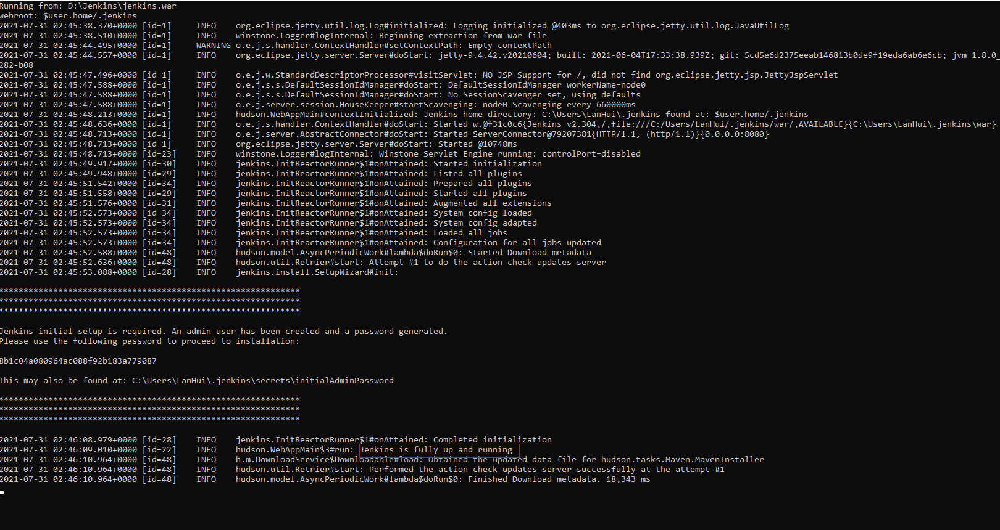 Running from: D:\Jenkins\jenkins.war
webroot: $user.home/.jenkins
2021-07-31 02:45:38.370+0000 [id=1]     INFO    org.eclipse.jetty.util.log.Log#initialized: Logging initialized @403ms to org.eclipse.jetty.util.log.JavaUtilLog
2021-07-31 02:45:38.510+0000 [id=1]     INFO    winstone.Logger#logInternal: Beginning extraction from war file
2021-07-31 02:45:44.495+0000 [id=1]     WARNING o.e.j.s.handler.ContextHandler#setContextPath: Empty contextPath
2021-07-31 02:45:44.557+0000 [id=1]     INFO    org.eclipse.jetty.server.Server#doStart: jetty-9.4.42.v20210604; built: 2021-06-04T17:33:38.939Z; git: 5cd5e6d2375eeab146813b0de9f19eda6ab6e6cb; jvm 1.8.0_
282-b08
2021-07-31 02:45:47.496+0000 [id=1]     INFO    o.e.j.w.StandardDescriptorProcessor#visitServlet: NO JSP Support for /, did not find org.eclipse.jetty.jsp.JettyJspServlet
2021-07-31 02:45:47.588+0000 [id=1]     INFO    o.e.j.s.s.DefaultSessionIdManager#doStart: DefaultSessionIdManager workerName=node0
2021-07-31 02:45:47.588+0000 [id=1]     INFO    o.e.j.s.s.DefaultSessionIdManager#doStart: No SessionScavenger set, using defaults
2021-07-31 02:45:47.588+0000 [id=1]     INFO    o.e.j.server.session.HouseKeeper#startScavenging: node0 Scavenging every 660000ms
2021-07-31 02:45:48.213+0000 [id=1]     INFO    hudson.WebAppMain#contextInitialized: Jenkins home directory: C:\Users\LanHui\.jenkins found at: $user.home/.jenkins
2021-07-31 02:45:48.636+0000 [id=1]     INFO    o.e.j.s.handler.ContextHandler#doStart: Started w.@f31c0c6{Jenkins v2.304,/,file:///C:/Users/LanHui/.jenkins/war/,AVAILABLE}{C:\Users\LanHui\.jenkins\war}
2021-07-31 02:45:48.713+0000 [id=1]     INFO    o.e.j.server.AbstractConnector#doStart: Started ServerConnector@79207381{HTTP/1.1, (http/1.1)}{0.0.0.0:8080}
2021-07-31 02:45:48.713+0000 [id=1]     INFO    org.eclipse.jetty.server.Server#doStart: Started @10748ms
2021-07-31 02:45:48.713+0000 [id=23]    INFO    winstone.Logger#logInternal: Winstone Servlet Engine running: controlPort=disabled
2021-07-31 02:45:49.917+0000 [id=30]    INFO    jenkins.InitReactorRunner$1#onAttained: Started initialization
2021-07-31 02:45:49.948+0000 [id=29]    INFO    jenkins.InitReactorRunner$1#onAttained: Listed all plugins
2021-07-31 02:45:51.542+0000 [id=34]    INFO    jenkins.InitReactorRunner$1#onAttained: Prepared all plugins
2021-07-31 02:45:51.558+0000 [id=29]    INFO    jenkins.InitReactorRunner$1#onAttained: Started all plugins
2021-07-31 02:45:51.576+0000 [id=31]    INFO    jenkins.InitReactorRunner$1#onAttained: Augmented all extensions
2021-07-31 02:45:52.573+0000 [id=34]    INFO    jenkins.InitReactorRunner$1#onAttained: System config loaded
2021-07-31 02:45:52.573+0000 [id=34]    INFO    jenkins.InitReactorRunner$1#onAttained: System config adapted
2021-07-31 02:45:52.573+0000 [id=34]    INFO    jenkins.InitReactorRunner$1#onAttained: Loaded all jobs
2021-07-31 02:45:52.573+0000 [id=34]    INFO    jenkins.InitReactorRunner$1#onAttained: Configuration for all jobs updated
2021-07-31 02:45:52.588+0000 [id=48]    INFO    hudson.model.AsyncPeriodicWork#lambda$doRun$0: Started Download metadata
2021-07-31 02:45:52.636+0000 [id=48]    INFO    hudson.util.Retrier#start: Attempt #1 to do the action check updates server
2021-07-31 02:45:53.088+0000 [id=28]    INFO    jenkins.install.SetupWizard#init:
*************************************************************
*************************************************************
*************************************************************
Jenkins initial setup is required. An admin user has been created and a password generated.
Please use the following password to proceed to installation:
8b1c04a080964ac088f92b183a779087
This may also be found at: C:\Users\LanHui\.jenkins\secrets\initialAdminPassword
*************************************************************
*************************************************************
*************************************************************
2021-07-31 02:46:08.979+0000 [id=28]    INFO    jenkins.InitReactorRunner$1#onAttained: Completed initialization
2021-07-31 02:46:09.010+0000 [id=22]    INFO    hudson.WebAppMain$3#run: Jenkins is fully up and running
2021-07-31 02:46:10.964+0000 [id=48]    INFO    h.m.DownloadService$Downloadable#load: Obtained the updated data file for hudson.tasks.Maven.MavenInstaller
2021-07-31 02:46:10.964+0000 [id=48]    INFO    hudson.util.Retrier#start: Performed the action check updates server successfully at the attempt #1
2021-07-31 02:46:10.964+0000 [id=48]    INFO    hudson.model.AsyncPeriodicWork#lambda$doRun$0: Finished Download metadata. 18,343 ms